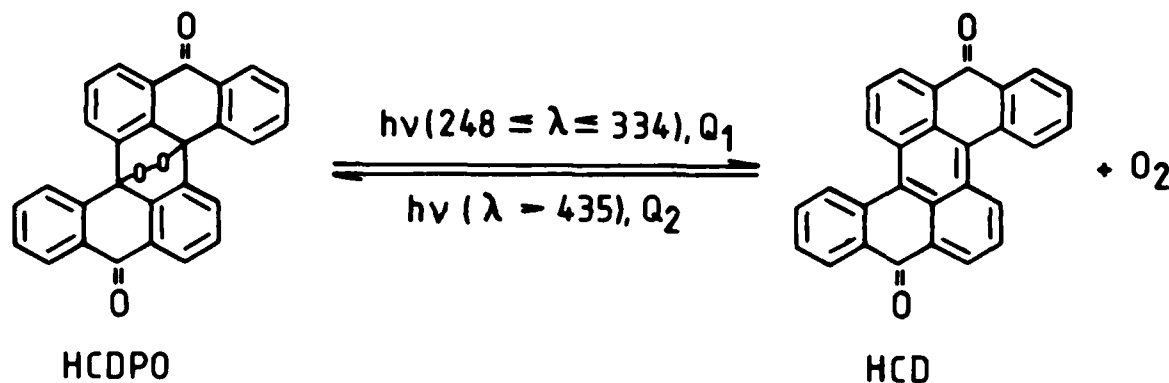 O
O
O-O
O
HCDPO
hν(248 ≤ λ ≤ 334), Q₁
hν ( λ - 435), Q₂
O
O
+ O₂
HCD